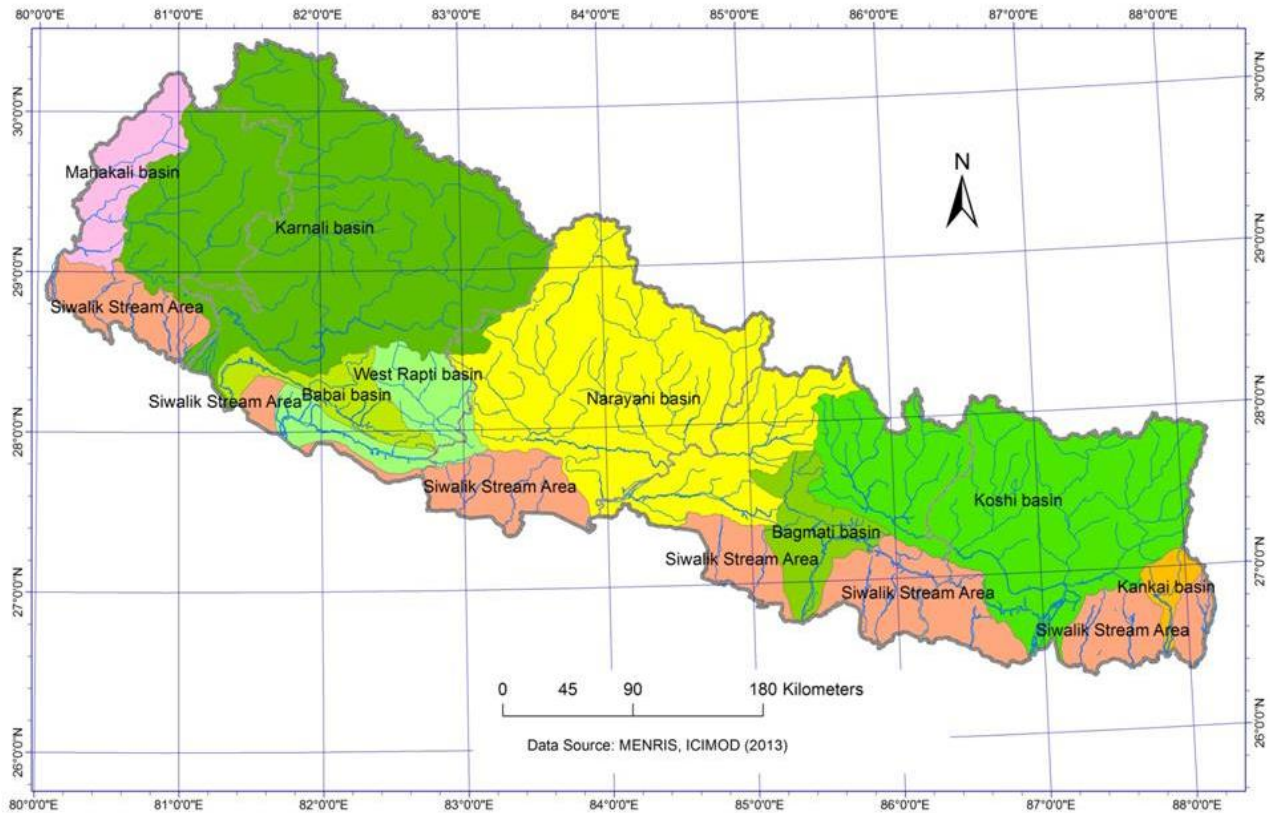 80°0'0"E 81°0'0"E 82°0'0"E 83°0'0"E 84°0'0"E 85°0'0"E 86°0'0"E 87°0'0"E 88°0'0"E
30°0'0"N
30°0'0"N
N
Mahakali basin
Karnali basin
29°0'0"N
29°0'0"N
Siwalik Stream Area
West Rapti basin
Siwalik Stream Area
Babai basin
Narayani basin
28°0'0"N
28°0'0"N
Siwalik Stream Area
Koshi basin
Bagmati basin
Siwalik Stream Area
Siwalik Stream Area
Kankai basin
27°0'0"N
27°0'0"N
Siwalik Stream Area
0 45 90 180 Kilometers
Data Source: MENRIS, ICIMOD (2013)
26°0'0"N
26°0'0"N
80°0'0"E 81°0'0"E 82°0'0"E 83°0'0"E 84°0'0"E 85°0'0"E 86°0'0"E 87°0'0"E 88°0'0"E